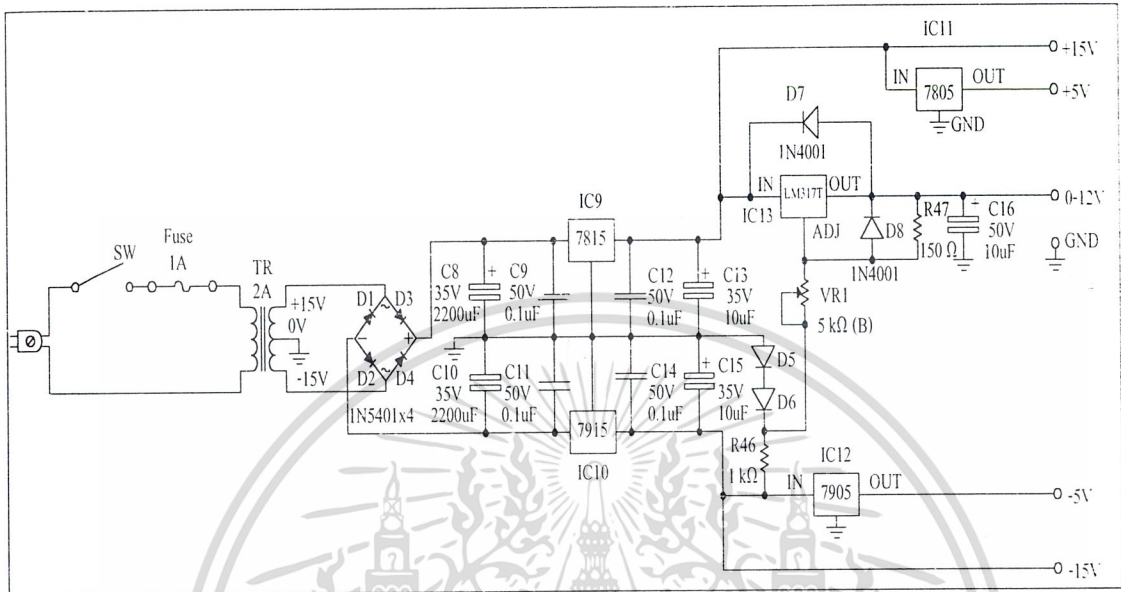 IC11
+15V
IN
7805
OUT
+5V
GND
D7
1N4001
IN
LM317T
OUT
IC13
ADJ
D8
1N4001
R47
150 Ω
C16
50V
10uF
+
0-12V
GND
VR1
5 kΩ (B)
SW
Fuse
1A
TR
2A
+15V
0V
-15V
D1
D3
D2
D4
~
~
-
+
1N5401x4
C8
35V
2200uF
+
C9
50V
0.1uF
IC9
7815
C12
50V
0.1uF
+
C13
35V
10uF
C10
35V
2200uF
C11
50V
0.1uF
7915
IC10
C14
50V
0.1uF
+
C15
35V
10uF
D5
D6
R46
1 kΩ
IC12
IN
7905
OUT
-5V
-15V